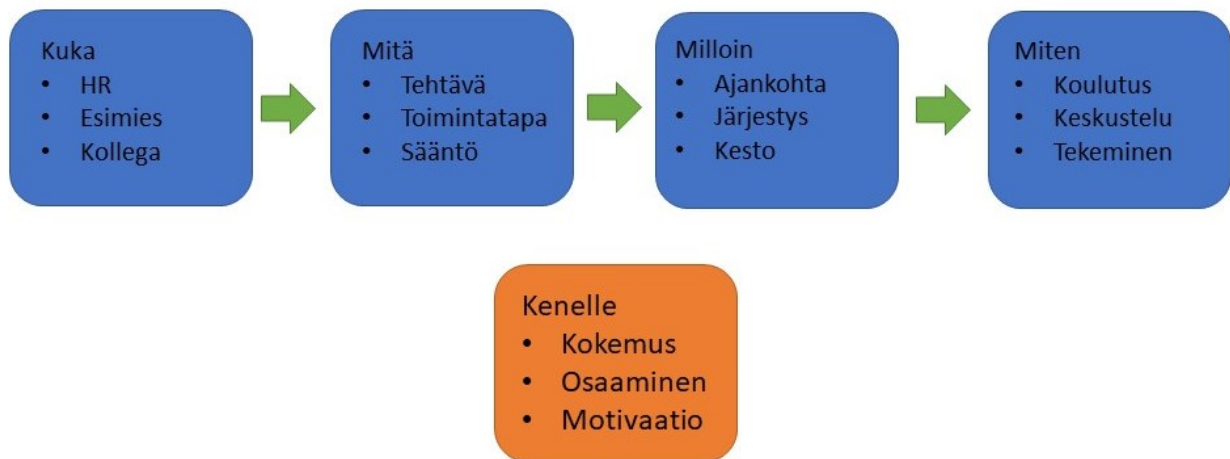 Kuka
• HR
• Esimies
• Kollega
Mitä
• Tehtävä
• Toimintatapa
• Sääntö
Milloin
• Ajankohta
• Järjestys
• Kesto
Miten
• Koulutus
• Keskustelu
• Tekeminen
Kenelle
• Kokemus
• Osaaminen
• Motivaatio